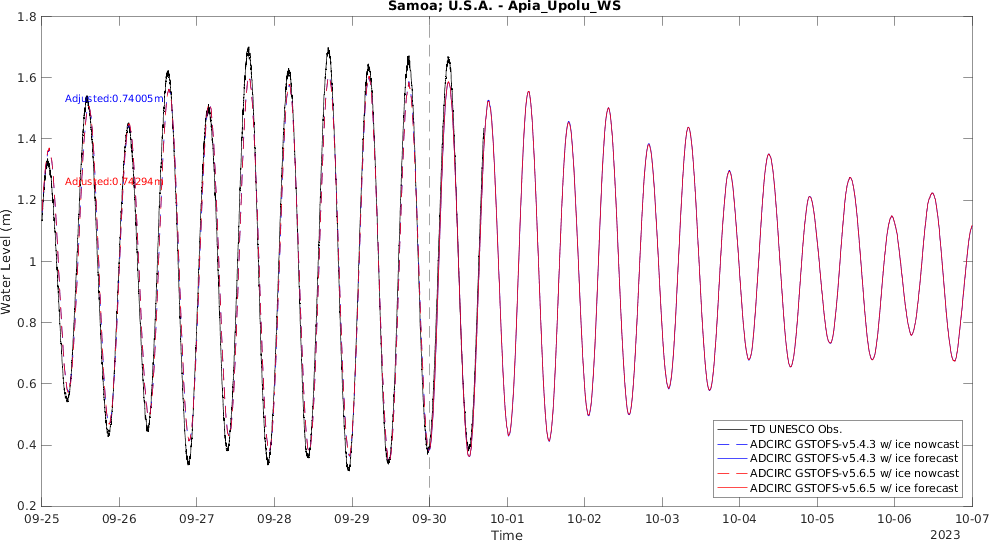 Samoa; U.S.A. - Apia_Upolu_WS
1.8
1.6
1.4
1.2
1
0.8
0.6
0.4
0.2
Water Level (m)
Adjusted:0.74005m
Adjusted:0.74294m
TD UNESCO Obs.
ADCIRC GSTOFS-v5.4.3 w/ ice nowcast
ADCIRC GSTOFS-v5.4.3 w/ ice forecast
ADCIRC GSTOFS-v5.6.5 w/ ice nowcast
ADCIRC GSTOFS-v5.6.5 w/ ice forecast
09-25 09-26 09-27 09-28 09-29 09-30 10-01 10-02 10-03 10-04 10-05 10-06 10-07
Time
2023